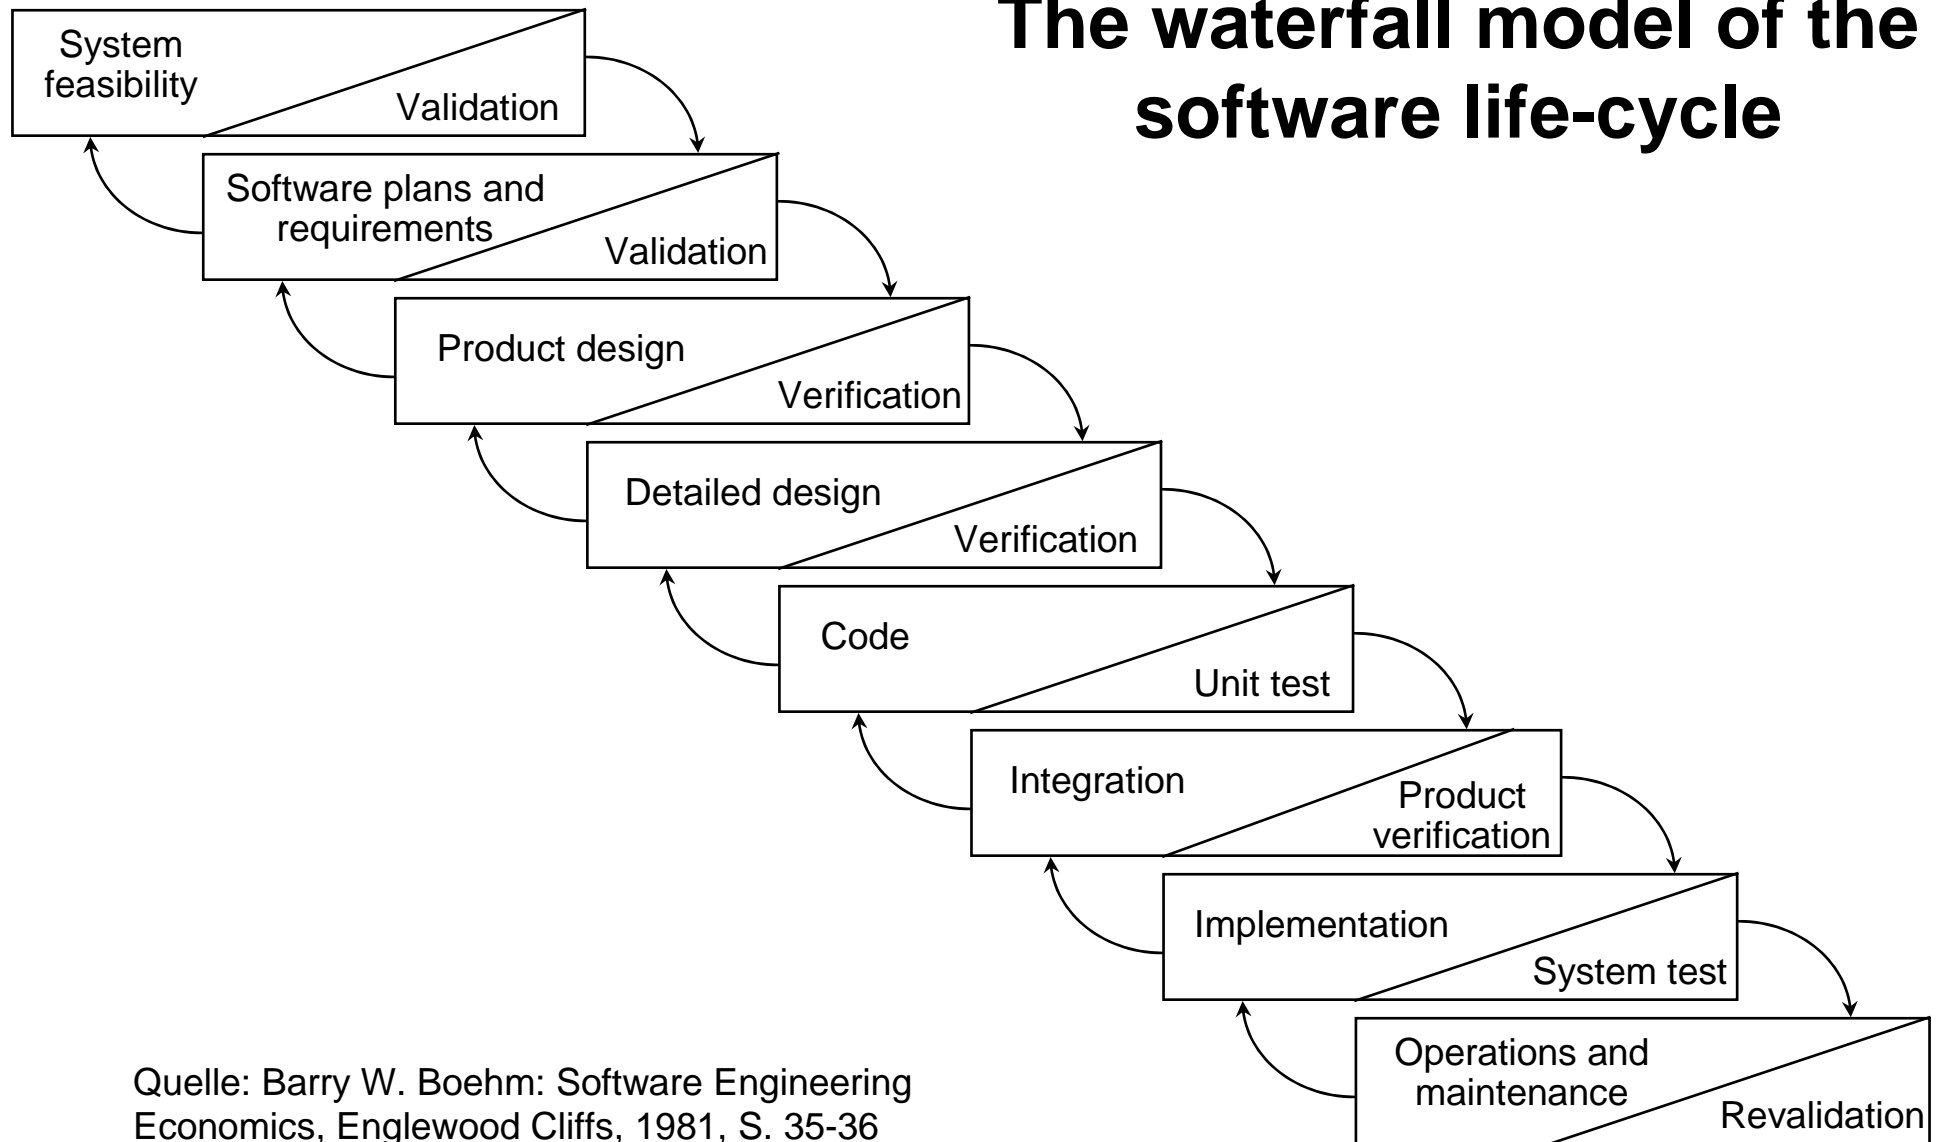 The waterfall model of the
software life-cycle
System
feasibility
Validation
Software plans and
requirements
Validation
Product design
Verification
Detailed design
Verification
Code
Unit test
Integration
Product
verification
Implementation
System test
Operations and
maintenance
Revalidation
Quelle: Barry W. Boehm: Software Engineering
Economics, Englewood Cliffs, 1981, S. 35-36